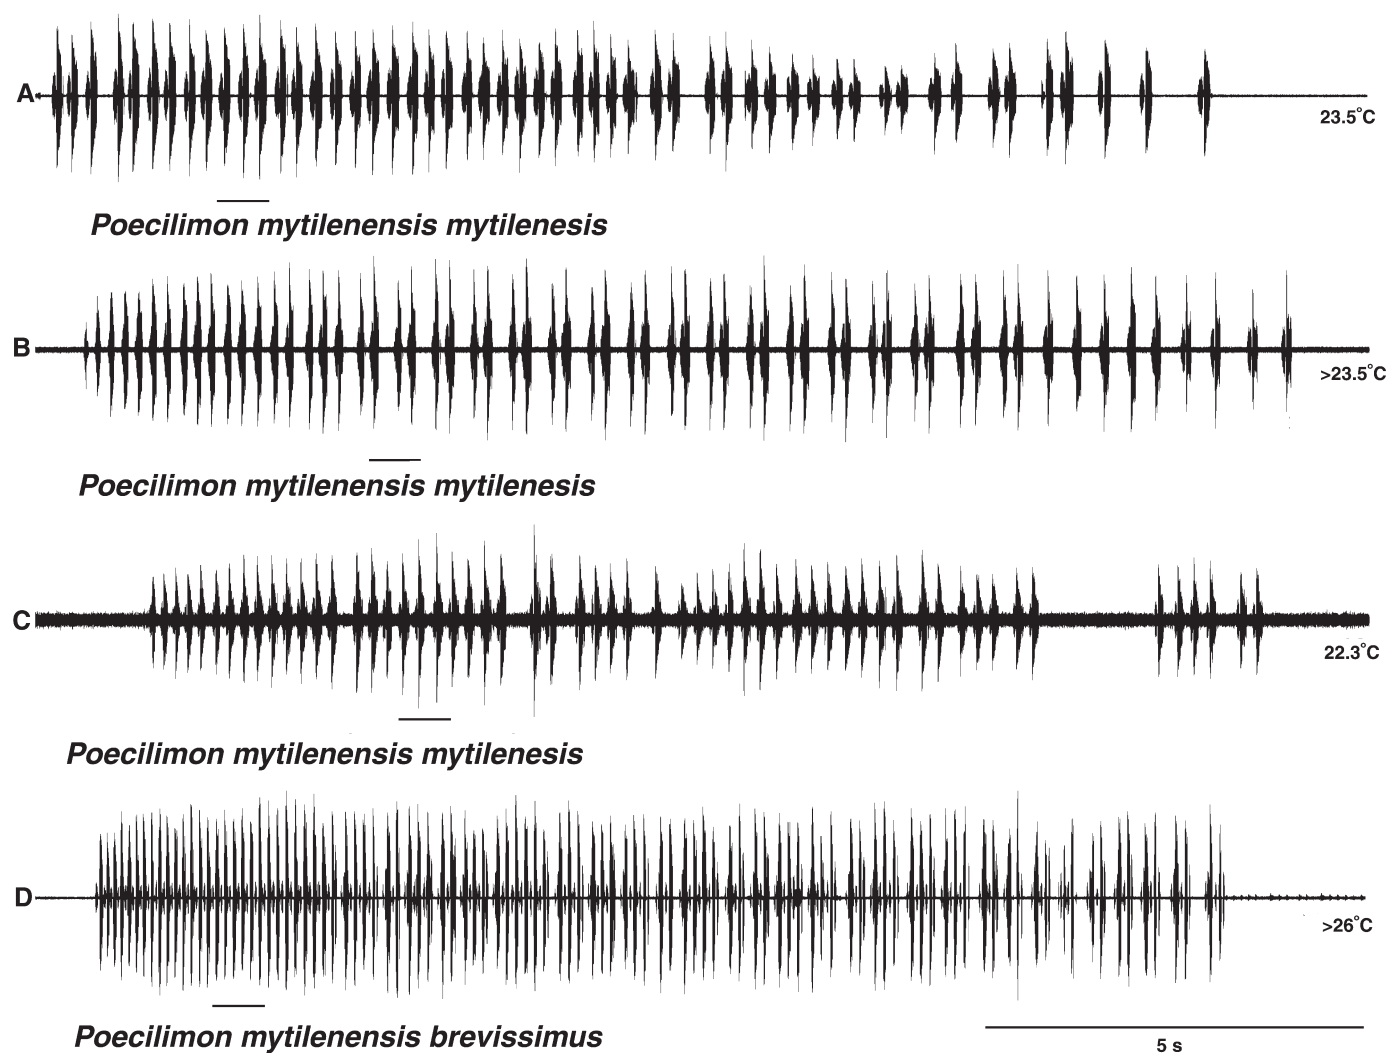 A
23.5°C
Poecilimon mytilenensis mytilenesis
B
>23.5°C
Poecilimon mytilenensis mytilenesis
C
22.3°C
Poecilimon mytilenensis mytilenesis
D
>26°C
Poecilimon mytilenensis brevissimus
5 s